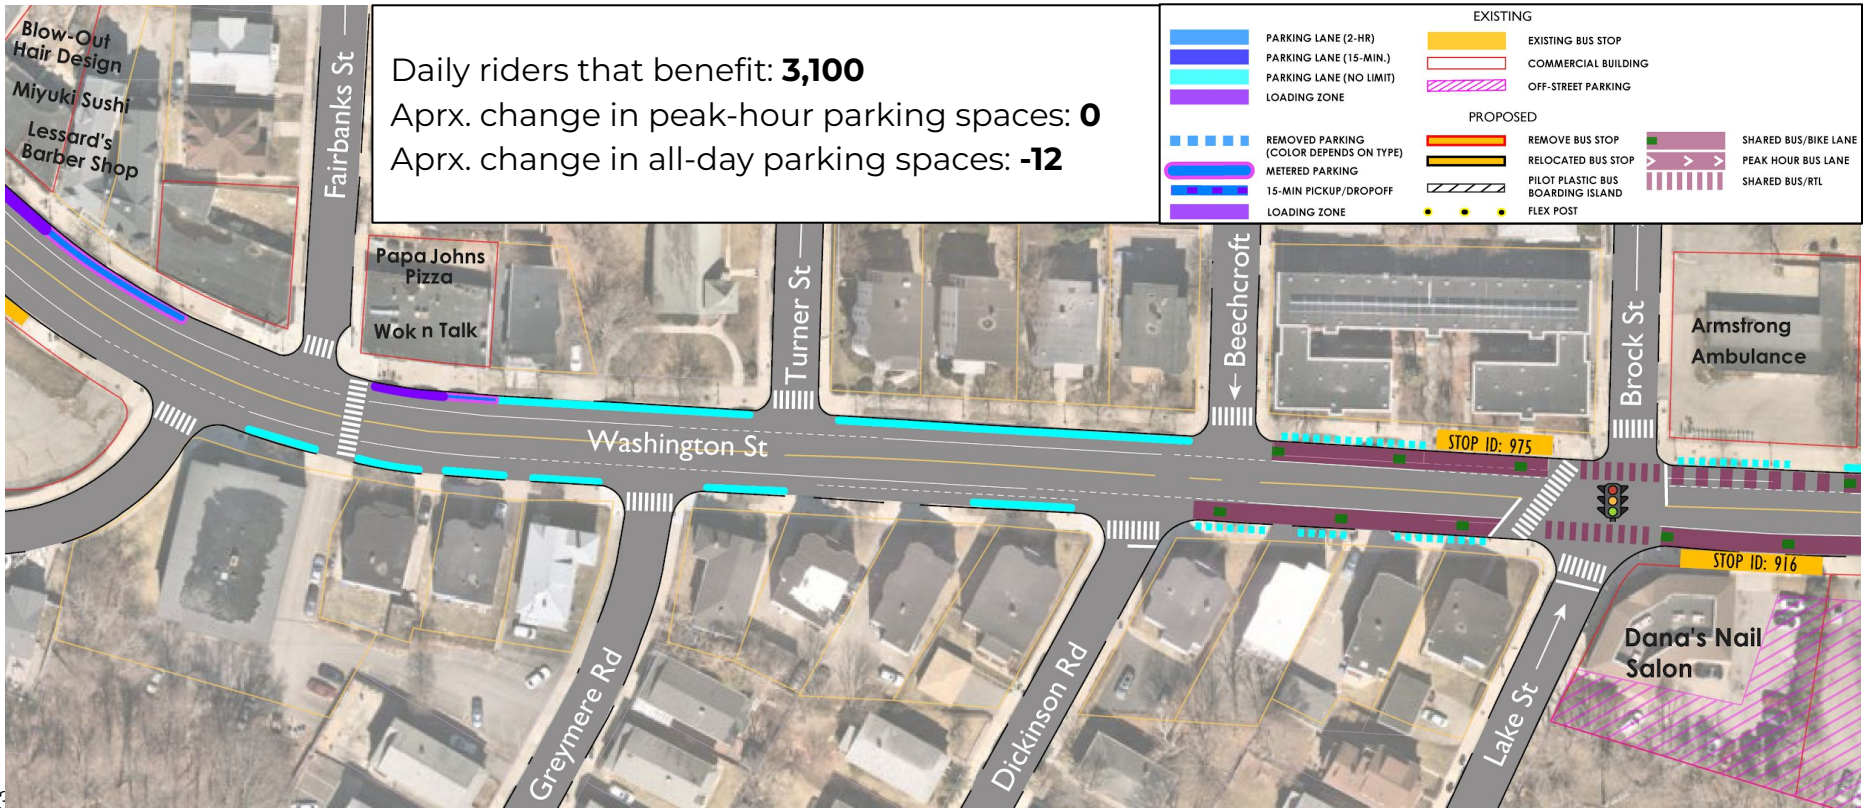 Blow-Out
Hair Design
Miyuki Sushi
Lessard's
Barber Shop
Fairbanks St
Daily riders that benefit: 3,100
Aprx. change in peak-hour parking spaces: 0
Aprx. change in all-day parking spaces: -12
EXISTING
PARKING LANE (2-HR)
PARKING LANE (15-MIN.)
PARKING LANE (NO LIMIT)
LOADING ZONE
EXISTING BUS STOP
COMMERCIAL BUILDING
OFF-STREET PARKING
PROPOSED
REMOVED PARKING
(COLOR DEPENDS ON TYPE)
METERED PARKING
15-MIN PICKUP/DROPOFF
LOADING ZONE
REMOVE BUS STOP
RELOCATED BUS STOP
PILOT PLASTIC BUS
BOARDING ISLAND
FLEX POST
SHARED BUS/BIKE LANE
PEAK HOUR BUS LANE
SHARED BUS/RTL
Papa Johns
Pizza
Wok n Talk
Turner St
Beechcroft
Brock St
Armstrong
Ambulance
Washington St
STOP ID: 975
STOP ID: 916
Dana's Nail
Salon
Greymere Rd
Dickinson Rd
Lake St